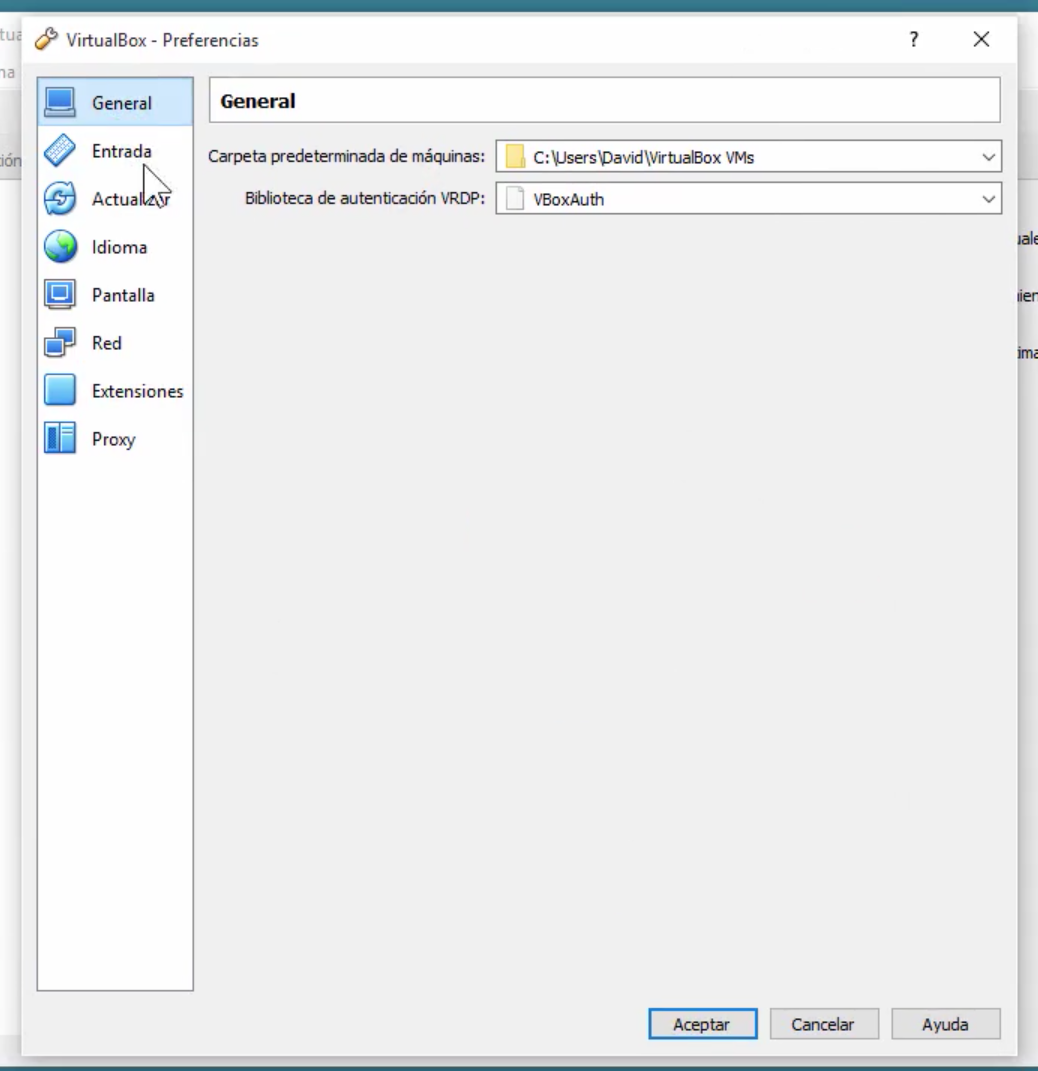 VirtualBox - Preferencias
General
Entrada
Actualizar
Idioma
Pantalla
Red
Extensiones
Proxy
General
Carpeta predeterminada de máquinas: C:\Users\David\VirtualBox VMs
Biblioteca de autenticación VRDP: VBoxAuth
Aceptar Cancelar Ayuda